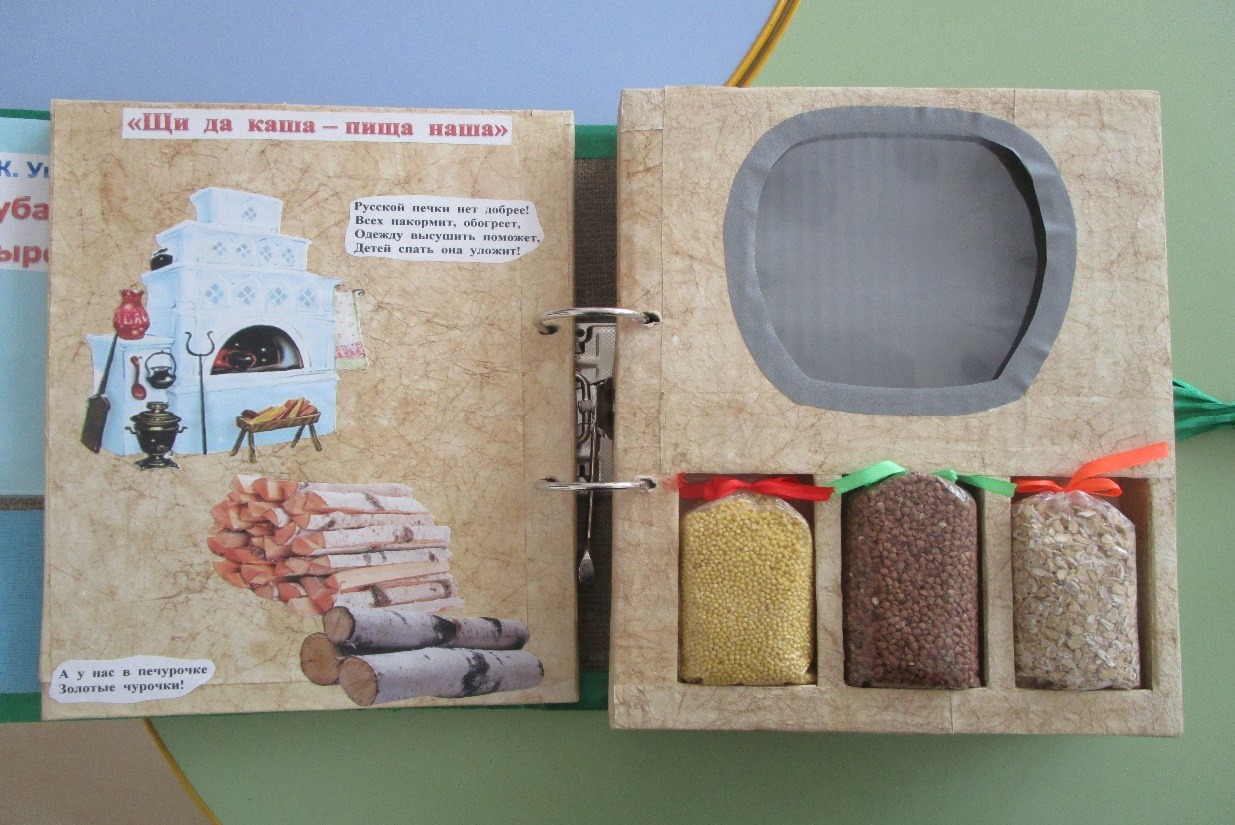 «Щи да каша – пища наша»
Русской печки нет добрее!
Всех накормит, обогреет,
Одежду высушить поможет,
Детей спать она уложит!
А у нас в печурочке
Золотые чурочки!
К.